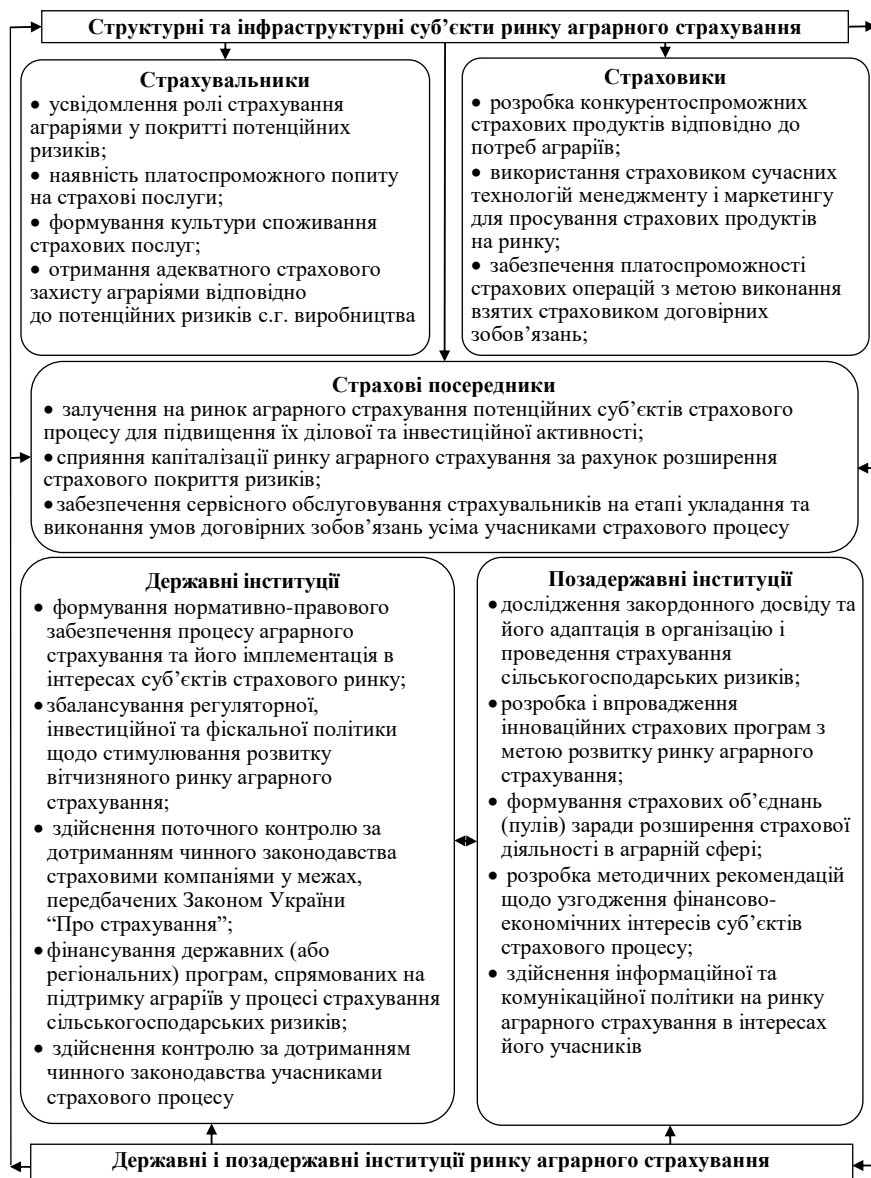 Структурні та інфраструктурні суб’єкти ринку аграрного страхування
Страхувальники
• усвідомлення ролі страхування
аграріями у покритті потенційних
ризиків;
• наявність платоспроможного попиту
на страхові послуги;
• формування культури споживання
страхових послуг;
• отримання адекватного страхового
захисту аграріями відповідно
до потенційних ризиків с.г. виробництва
Страховики
• розробка конкурентоспроможних
страхових продуктів відповідно до
потреб аграріїв;
• використання страховиком сучасних
технологій менеджменту і маркетингу
для просування страхових продуктів
на ринку;
• забезпечення платоспроможності
страхових операцій з метою виконання
взятих страховиком договірних
зобов’язань;
Страхові посередники
• залучення на ринок аграрного страхування потенційних суб’єктів страхового
процесу для підвищення їх ділової та інвестиційної активності;
• сприяння капіталізації ринку аграрного страхування за рахунок розширення
страхового покриття ризиків;
• забезпечення сервісного обслуговування страхувальників на етапі укладання та
виконання умов договірних зобов’язань усіма учасниками страхового процесу
Державні інституції
• формування нормативно-правового
забезпечення процесу аграрного
страхування та його імплементація в
інтересах суб’єктів страхового ринку;
• збалансування регуляторної,
інвестиційної та фіскальної політики
щодо стимулювання розвитку
вітчизняного ринку аграрного
страхування;
• здійснення поточного контролю за
дотриманням чинного законодавства
страховими компаніями у межах,
передбачених Законом України
“Про страхування”;
• фінансування державних (або
регіональних) програм, спрямованих на
підтримку аграріїв у процесі страхування
сільськогосподарських ризиків;
• здійснення контролю за дотриманням
чинного законодавства учасниками
страхового процесу
Позадержавні інституції
• дослідження закордонного досвіду та
його адаптація в організацію і
проведення страхування
сільськогосподарських ризиків;
• розробка і впровадження
інноваційних страхових програм з
метою розвитку ринку аграрного
страхування;
• формування страхових об’єднань
(пулів) заради розширення страхової
діяльності в аграрній сфері;
• розробка методичних рекомендацій
щодо узгодження фінансово-
економічних інтересів суб’єктів
страхового процесу;
• здійснення інформаційної та
комунікаційної політики на ринку
аграрного страхування в інтересах
його учасників
Державні і позадержавні інституції ринку аграрного страхування